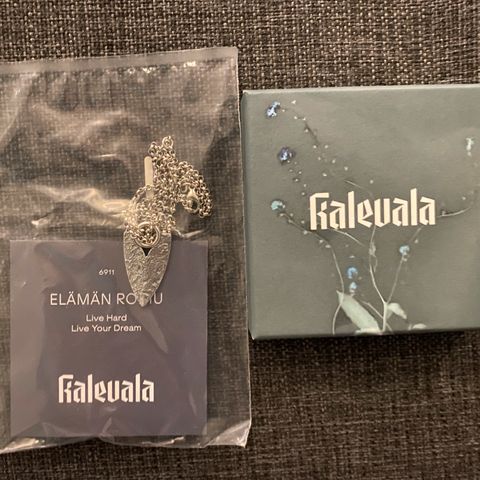 6911
ELÄMÄN
Live Hard
Live Your Dream
Kalevala
Kalevala